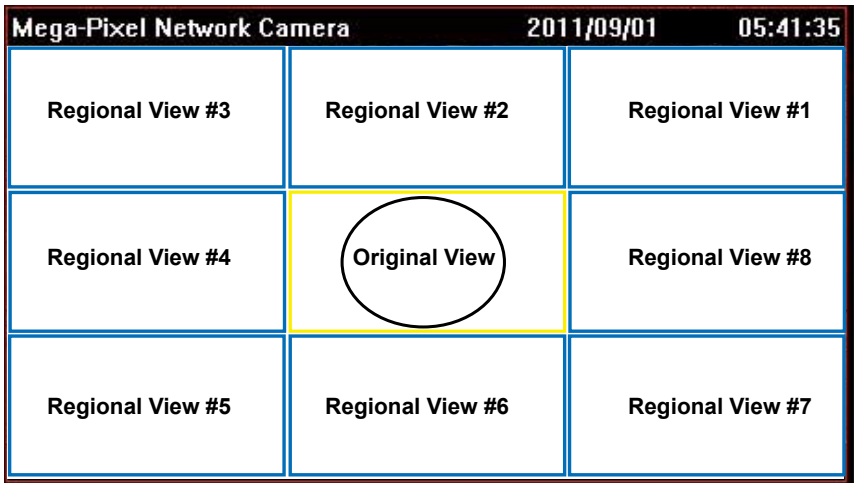 Mega-Pixel Network Camera 2011/09/01 05:41:35
Regional View #3 Regional View #2 Regional View #1
Regional View #4 Original View Regional View #8
Regional View #5 Regional View #6 Regional View #7